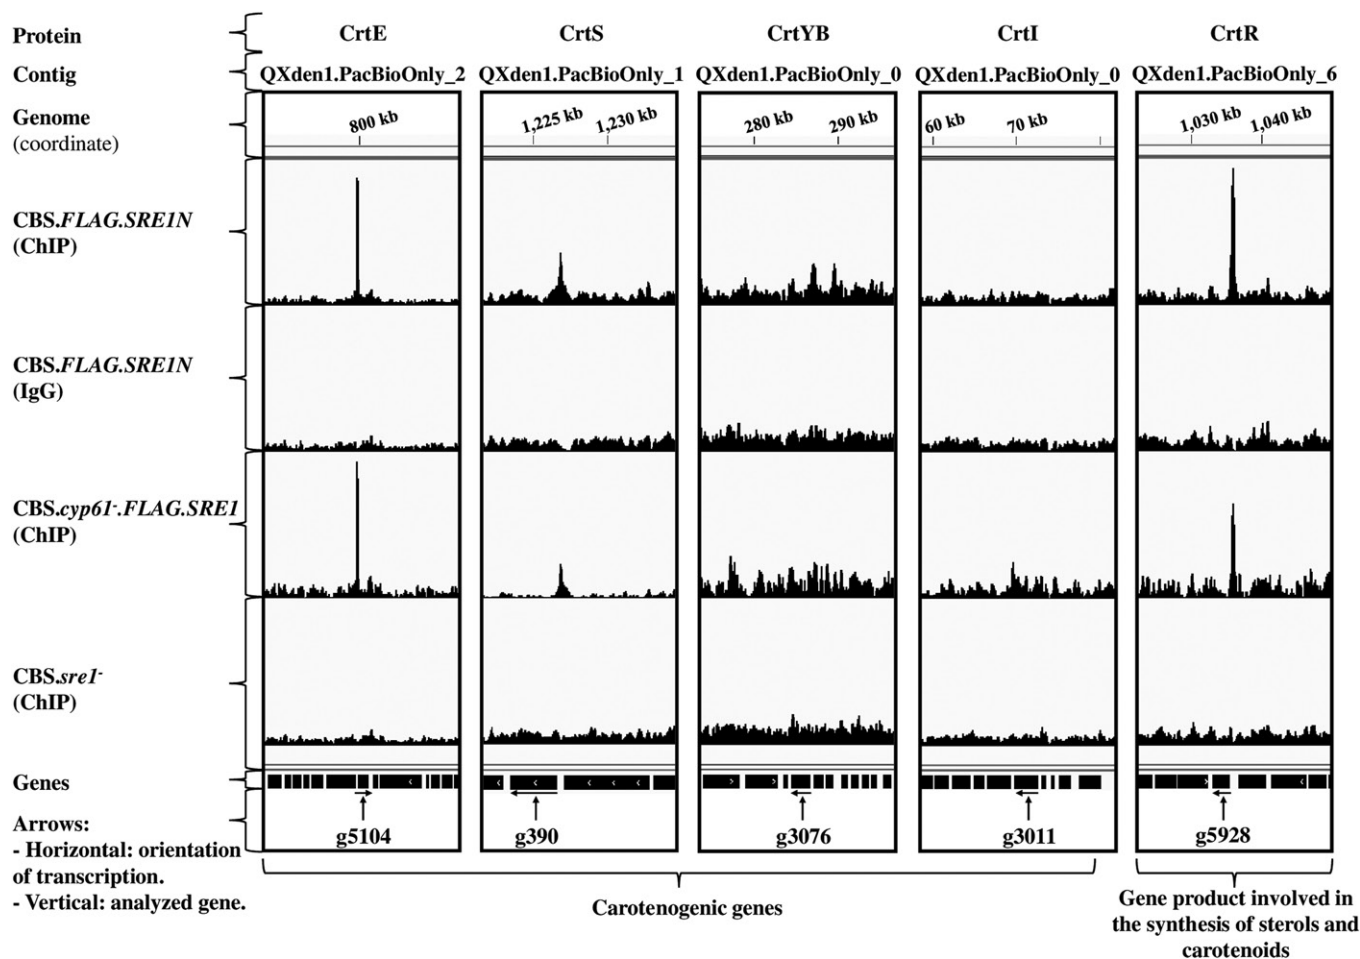 Protein CrtE CrtS CrtYB CrtI CrtR
Contig QXden1.PacBioOnly_2 QXden1.PacBioOnly_1 QXden1.PacBioOnly_0 QXden1.PacBioOnly_0 QXden1.PacBioOnly_6
Genome
(coordinate)
800 kb 1,225 kb 1,230 kb 280 kb 290 kb 60 kb 70 kb 1,030 kb 1,040 kb
CBS.FLAG.SRE1N
(ChIP)
CBS.FLAG.SRE1N
(IgG)
CBS.cyp61-.FLAG.SRE1
(ChIP)
CBS.sre1-
(ChIP)
Genes
g5104 g390 g3076 g3011 g5928
Arrows:
- Horizontal: orientation
of transcription.
- Vertical: analyzed gene.
Carotenogenic genes
Gene product involved in
the synthesis of sterols and
carotenoids